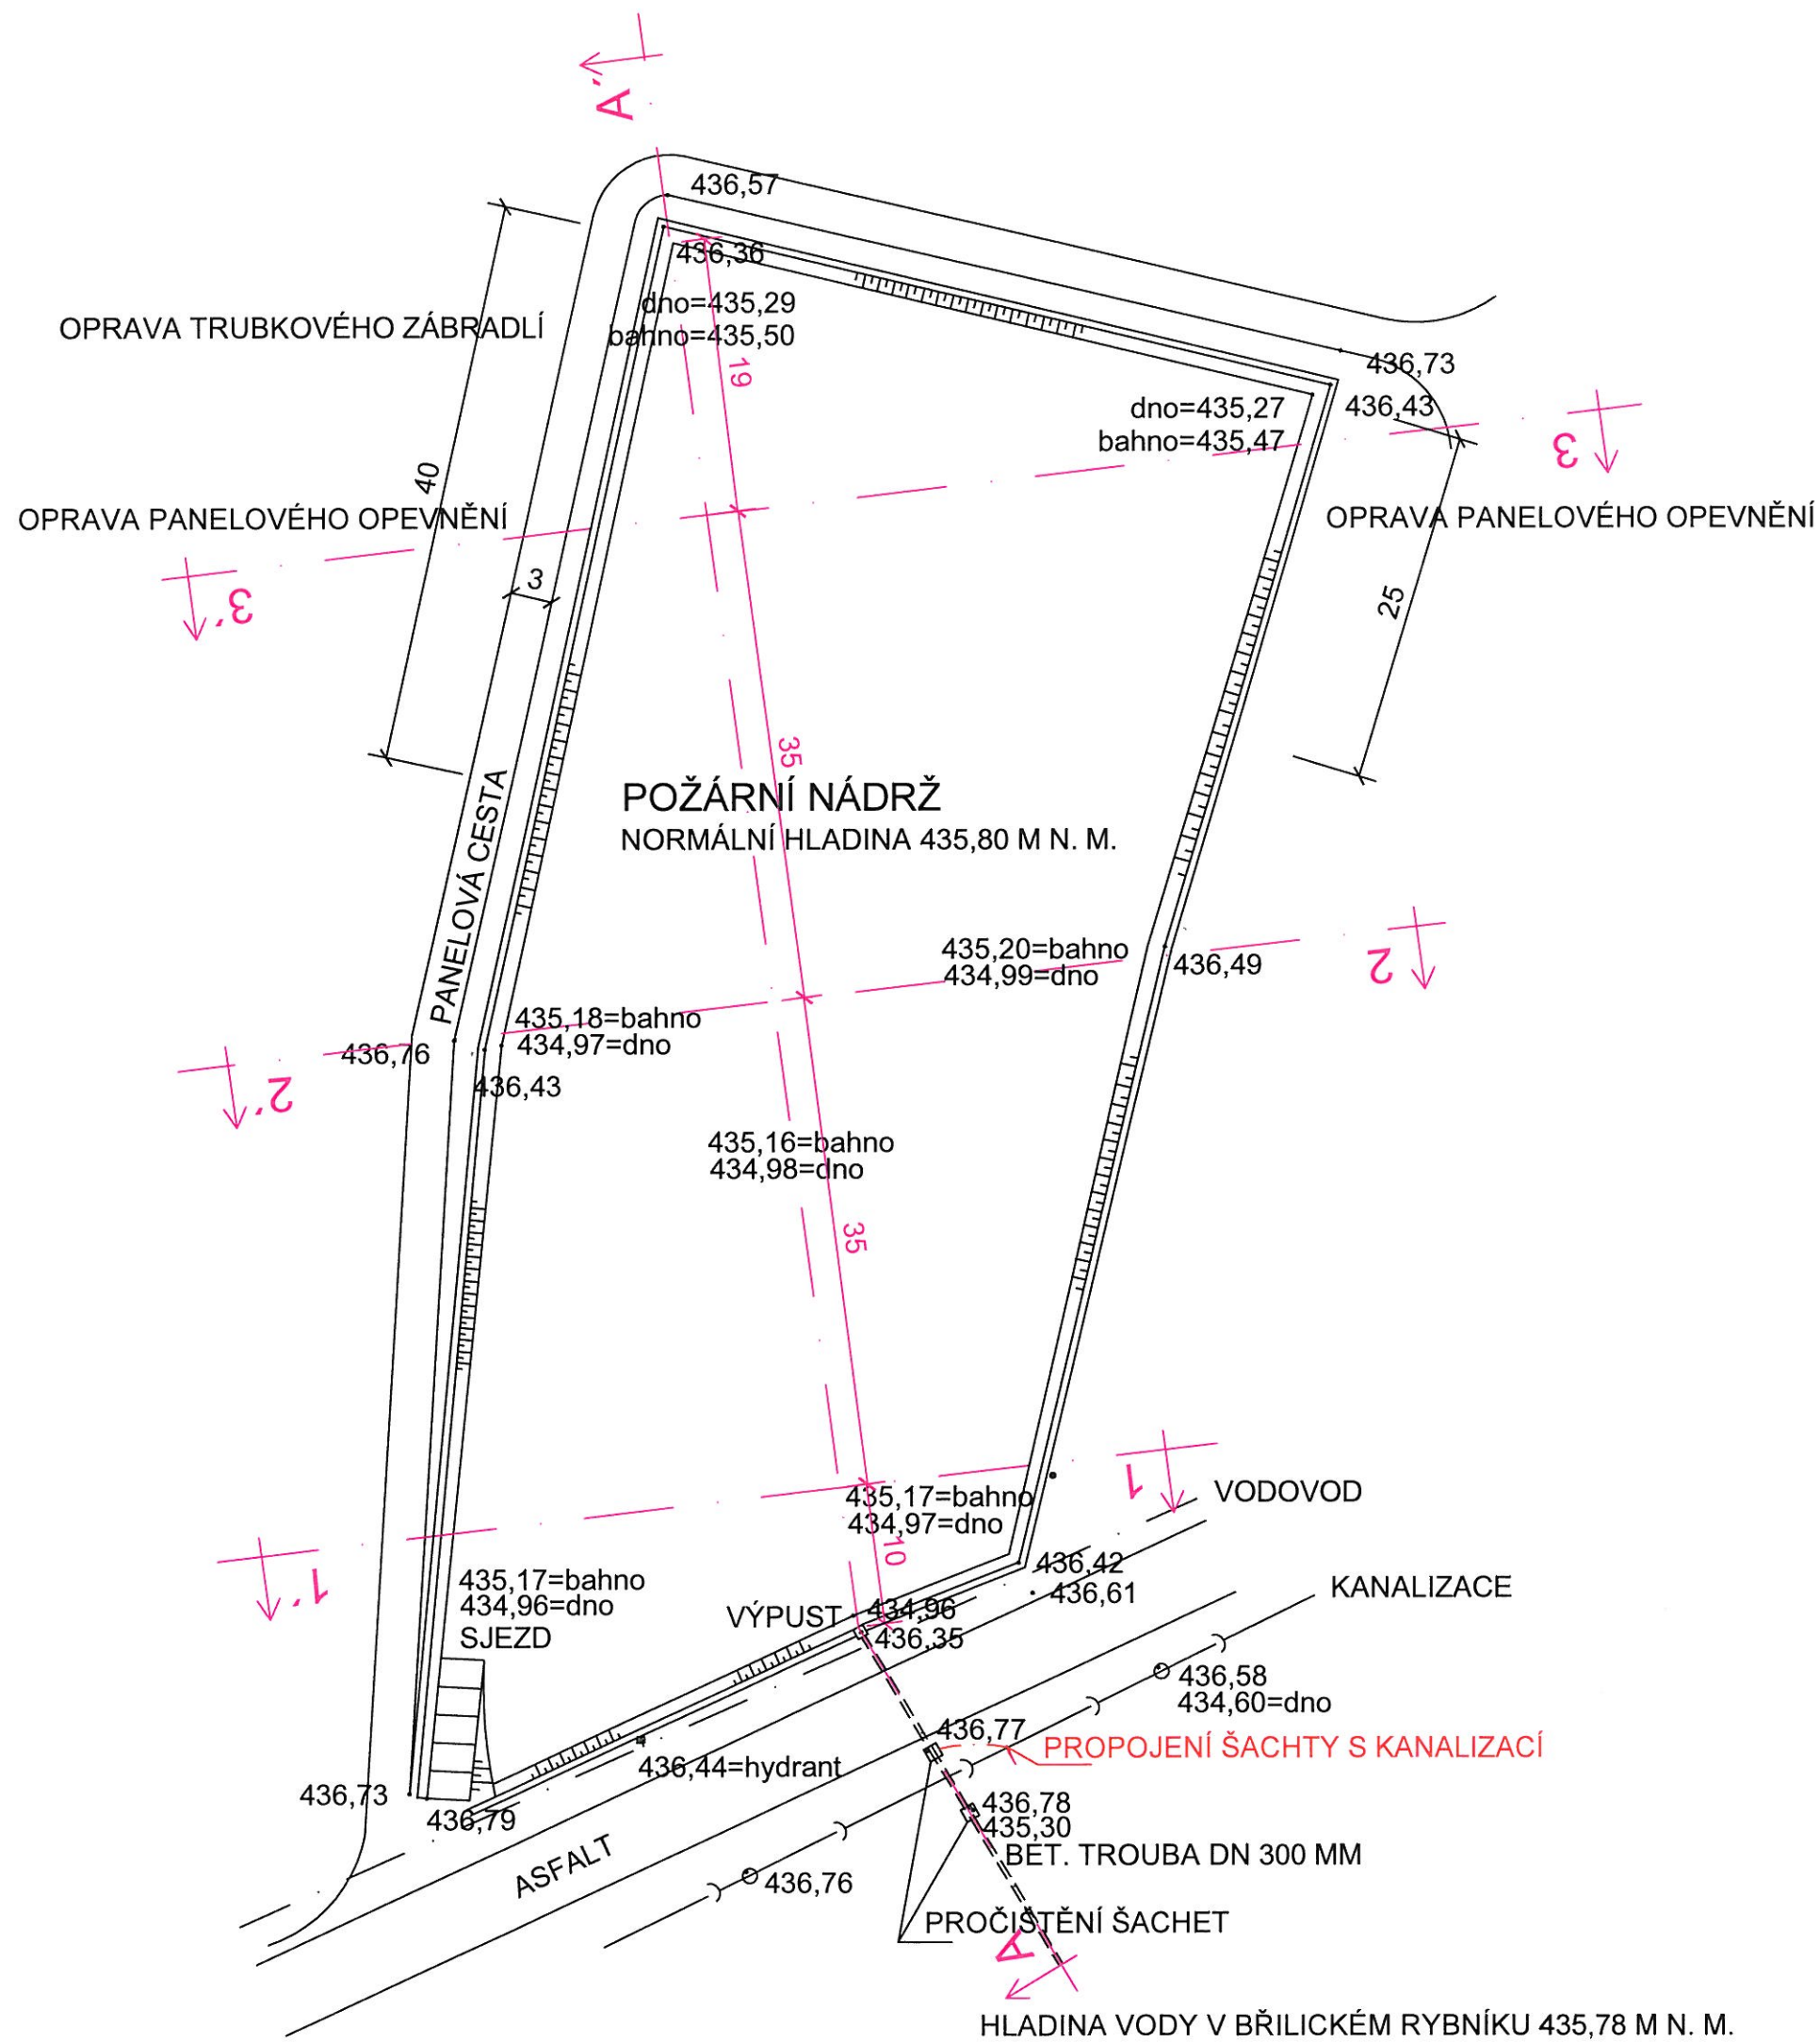 A´
436,57
436,36
dno=435,29
bahno=435,50
OPRAVA TRUBKOVÉHO ZÁBRADLÍ
19
436,73
436,43
dno=435,27
bahno=435,47
3
40
OPRAVA PANELOVÉHO OPEVNĚNÍ
OPRAVA PANELOVÉHO OPEVNĚNÍ
3
3´
25
35
POŽÁRNÍ NÁDRŽ
NORMÁLNÍ HLADINA 435,80 M N. M.
PANELOVÁ CESTA
435,20=bahno
434,99=dno
436,49
2
435,18=bahno
434,97=dno
436,76
436,43
2´
435,16=bahno
434,98=dno
35
1
VODOVOD
435,17=bahno
434,97=dno
10
436,42
436,61
1´
435,17=bahno
434,96=dno
SJEZD
KANALIZACE
VÝPUST
434,96
436,35
436,58
434,60=dno
436,77
PROPOJENÍ ŠACHTY S KANALIZACÍ
436,44=hydrant
436,73
436,79
436,78
435,30
BET. TROUBA DN 300 MM
ASFALT
436,76
PROČIŠTĚNÍ ŠACHET
A
HLADINA VODY V BŘILICKÉM RYBNÍKU 435,78 M N. M.